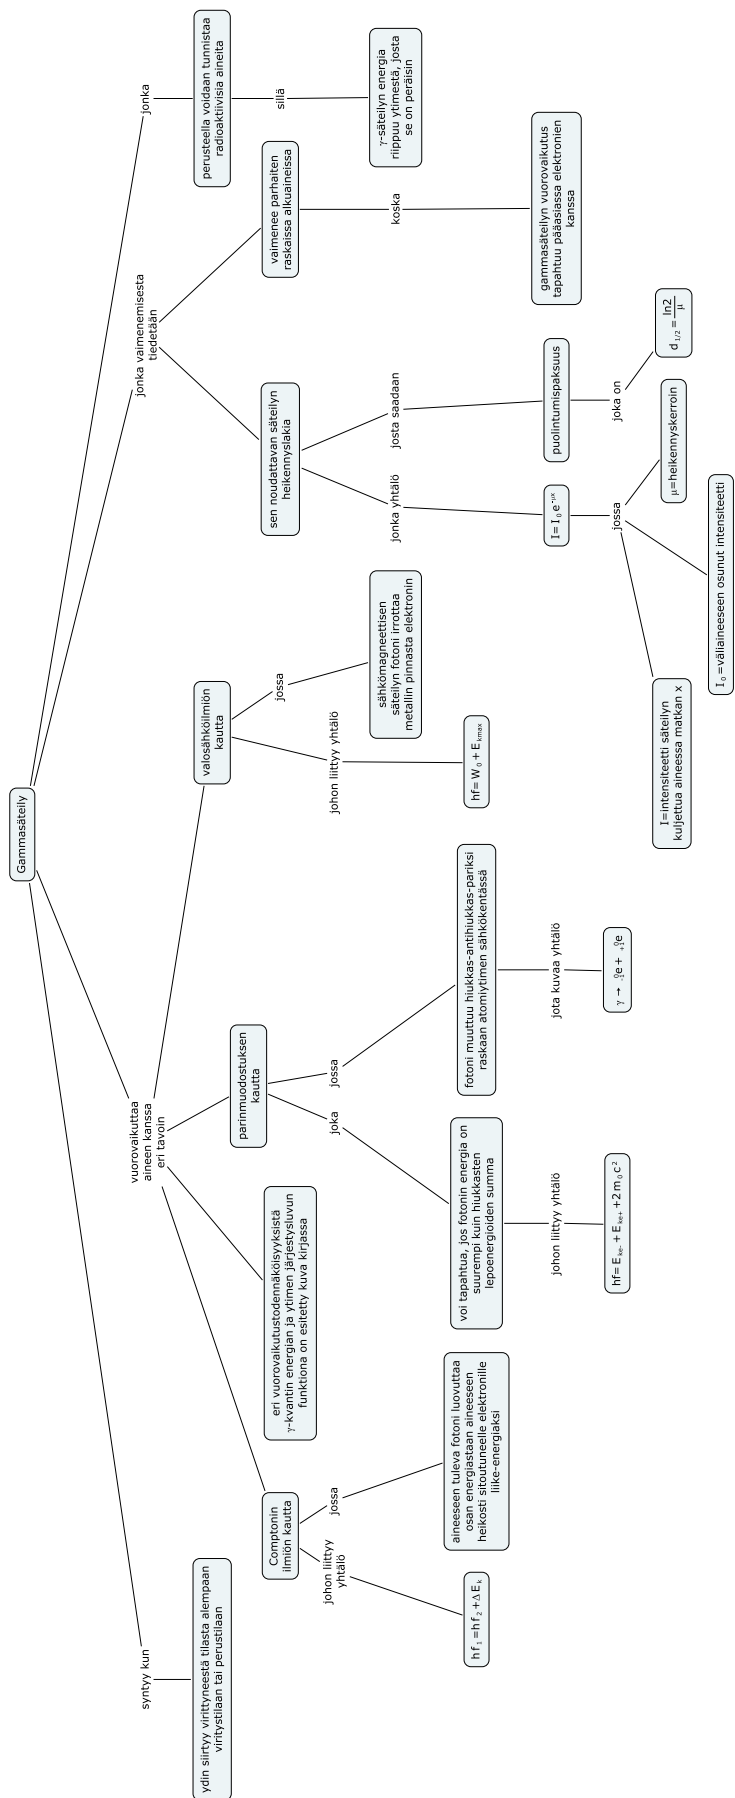 Gammasäteily
syntyy kun
ydin siirtyy virittyneestä tilasta alempaan
viritystilaan tai perustilaan
vuorovaikuttaa
aineen kanssa
eri tavoin
Comptonin
ilmiön kautta
johon liittyy
yhtälö
hf₁=hf₂+ΔEₖ
jossa
aineeseen tuleva fotoni luovuttaa
osan energiastaan aineeseen
heikosti sitoutuneelle elektronille
liike-energiaksi
eri vuorovaikutustodennäköisyyksistä
γ-kvantin energian ja ytimen järjestysluvun
funktiona on esitetty kuva kirjassa
parinmuodostuksen
kautta
joka
voi tapahtua, jos fotonin energia on
suurempi kuin hiukkasten
lepoenergioiden summa
johon liittyy yhtälö
hf=E ke- + E ke+ +2 m₀c²
jossa
fotoni muuttuu hiukkas-antihiukkas-pariksi
raskaan atomiytimen sähkökentässä
jota kuvaa yhtälö
γ → ⁰₋₁e + ⁰₊₁e
valosähköilmiön
kautta
johon liittyy yhtälö
hf= W₀ + E kmax
jossa
sähkömagneettisen
säteilyn fotoni irrottaa
metallin pinnasta elektronin
jonka vaimenemisesta
tiedetään
sen noudattavan säteilyn
heikennyslakia
jonka yhtälö
I= I₀ e^-μx
jossa
I=intensiteetti säteilyn
kuljettua aineessa matkan x
I₀=väliaineeseen osunut intensiteetti
μ=heikennyskerroin
josta saadaan
puolintumispaksuus
joka on
d 1/2 = ln2/μ
vaimenee parhaiten
raskaissa alkuaineissa
koska
gammasäteilyn vuorovaikutus
tapahtuu pääasiassa elektronien
kanssa
jonka
perusteella voidaan tunnistaa
radioaktiivisia aineita
sillä
γ-säteilyn energia
riippuu ytimestä, josta
se on peräisin